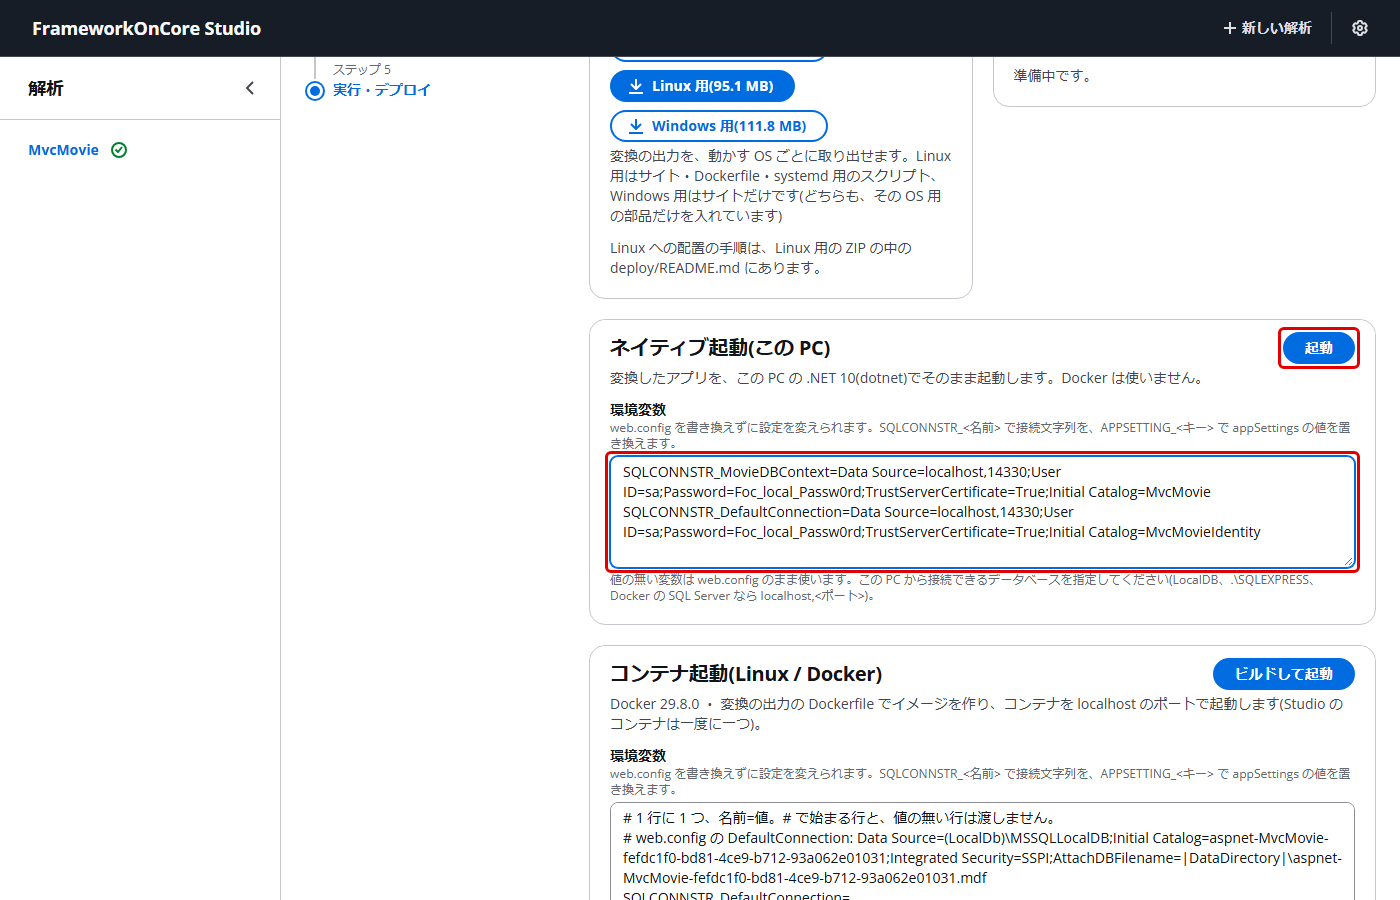 FrameworkOnCore Studio
新しい解析
解析
MvcMovie
ステップ 5
実行・デプロイ
Linux 用(95.1 MB)
Windows 用(111.8 MB)
変換の出力を、動かす OS ごとに取り出せます。Linux
用はサイト・Dockerfile・systemd 用のスクリプト、
Windows 用はサイトだけです(どちらも、その OS 用
の部品だけを入れています)
Linux への配置の手順は、Linux 用の ZIP の中の
deploy/README.md にあります。
準備中です。
ネイティブ起動(この PC)
起動
変換したアプリを、この PC の .NET 10(dotnet)でそのまま起動します。Docker は使いません。
環境変数
web.config を書き換えずに設定を変えられます。SQLCONNSTR_<名前> で接続文字列を、APPSETTING_<キー> で appSettings の値を置
き換えます。
SQLCONNSTR_MovieDBContext=Data Source=localhost,14330;User
ID=sa;Password=Foc_local_Passw0rd;TrustServerCertificate=True;Initial Catalog=MvcMovie
SQLCONNSTR_DefaultConnection=Data Source=localhost,14330;User
ID=sa;Password=Foc_local_Passw0rd;TrustServerCertificate=True;Initial Catalog=MvcMovieIdentity
値の無い変数は web.config のまま使います。この PC から接続できるデータベースを指定してください(LocalDB、.\SQLEXPRESS、
Docker の SQL Server なら localhost,<ポート>)。
コンテナ起動(Linux / Docker)
ビルドして起動
Docker 29.8.0 ・ 変換の出力の Dockerfile でイメージを作り、コンテナを localhost のポートで起動します(Studio の
コンテナは一度に一つ)。
環境変数
web.config を書き換えずに設定を変えられます。SQLCONNSTR_<名前> で接続文字列を、APPSETTING_<キー> で appSettings の値を置
き換えます。
# 1 行に 1 つ、名前=値。# で始まる行と、値の無い行は渡しません。
# web.config の DefaultConnection: Data Source=(LocalDb)\MSSQLLocalDB;Initial Catalog=aspnet-MvcMovie-
fefdc1f0-bd81-4ce9-b712-93a062e01031;Integrated Security=SSPI;AttachDBFilename=|DataDirectory|\aspnet-
MvcMovie-fefdc1f0-bd81-4ce9-b712-93a062e01031.mdf
SQLCONNSTR_DefaultConnection=